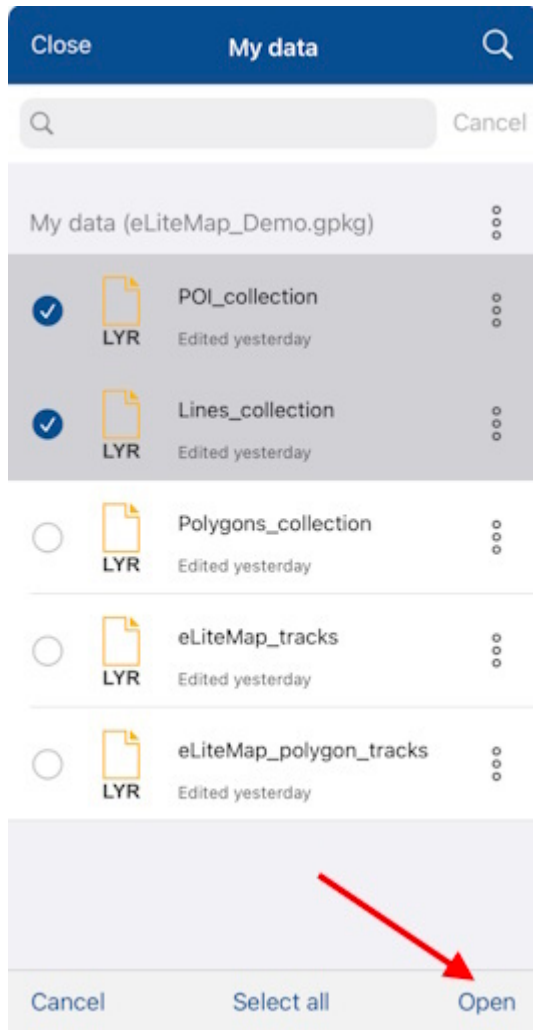 Close My data
Cancel
My data (eLiteMap_Demo.gpkg)
POI_collection
LYR Edited yesterday
Lines_collection
LYR Edited yesterday
Polygons_collection
LYR Edited yesterday
eLiteMap_tracks
LYR Edited yesterday
eLiteMap_polygon_tracks
LYR Edited yesterday
Cancel Select all Open